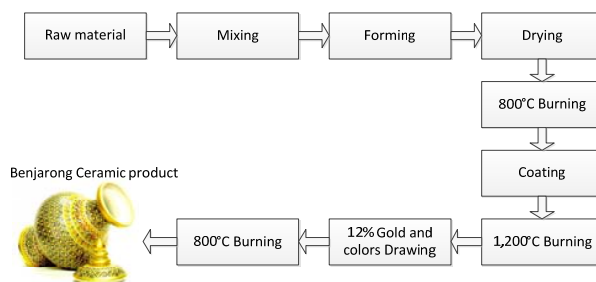 Raw material
Mixing
Forming
Drying
800°C Burning
Coating
1,200°C Burning
12% Gold and
colors Drawing
800°C Burning
Benjarong Ceramic product